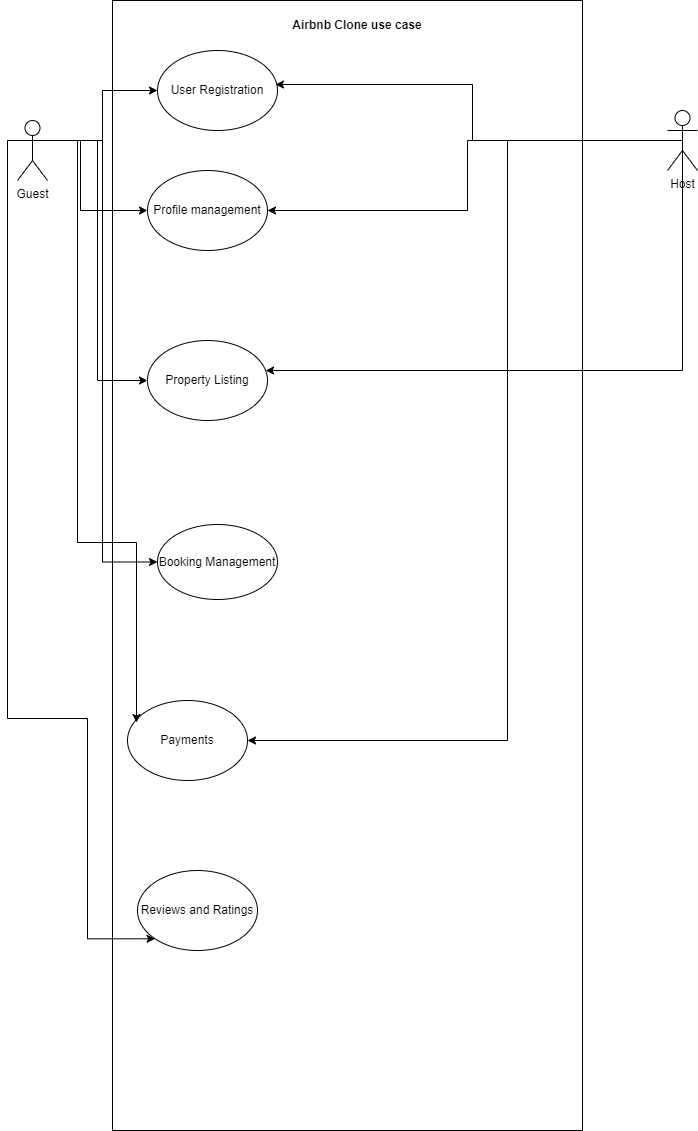 Airbnb Clone use case
User Registration
Guest
Host
Profile management
Property Listing
Booking Management
Payments
Reviews and Ratings